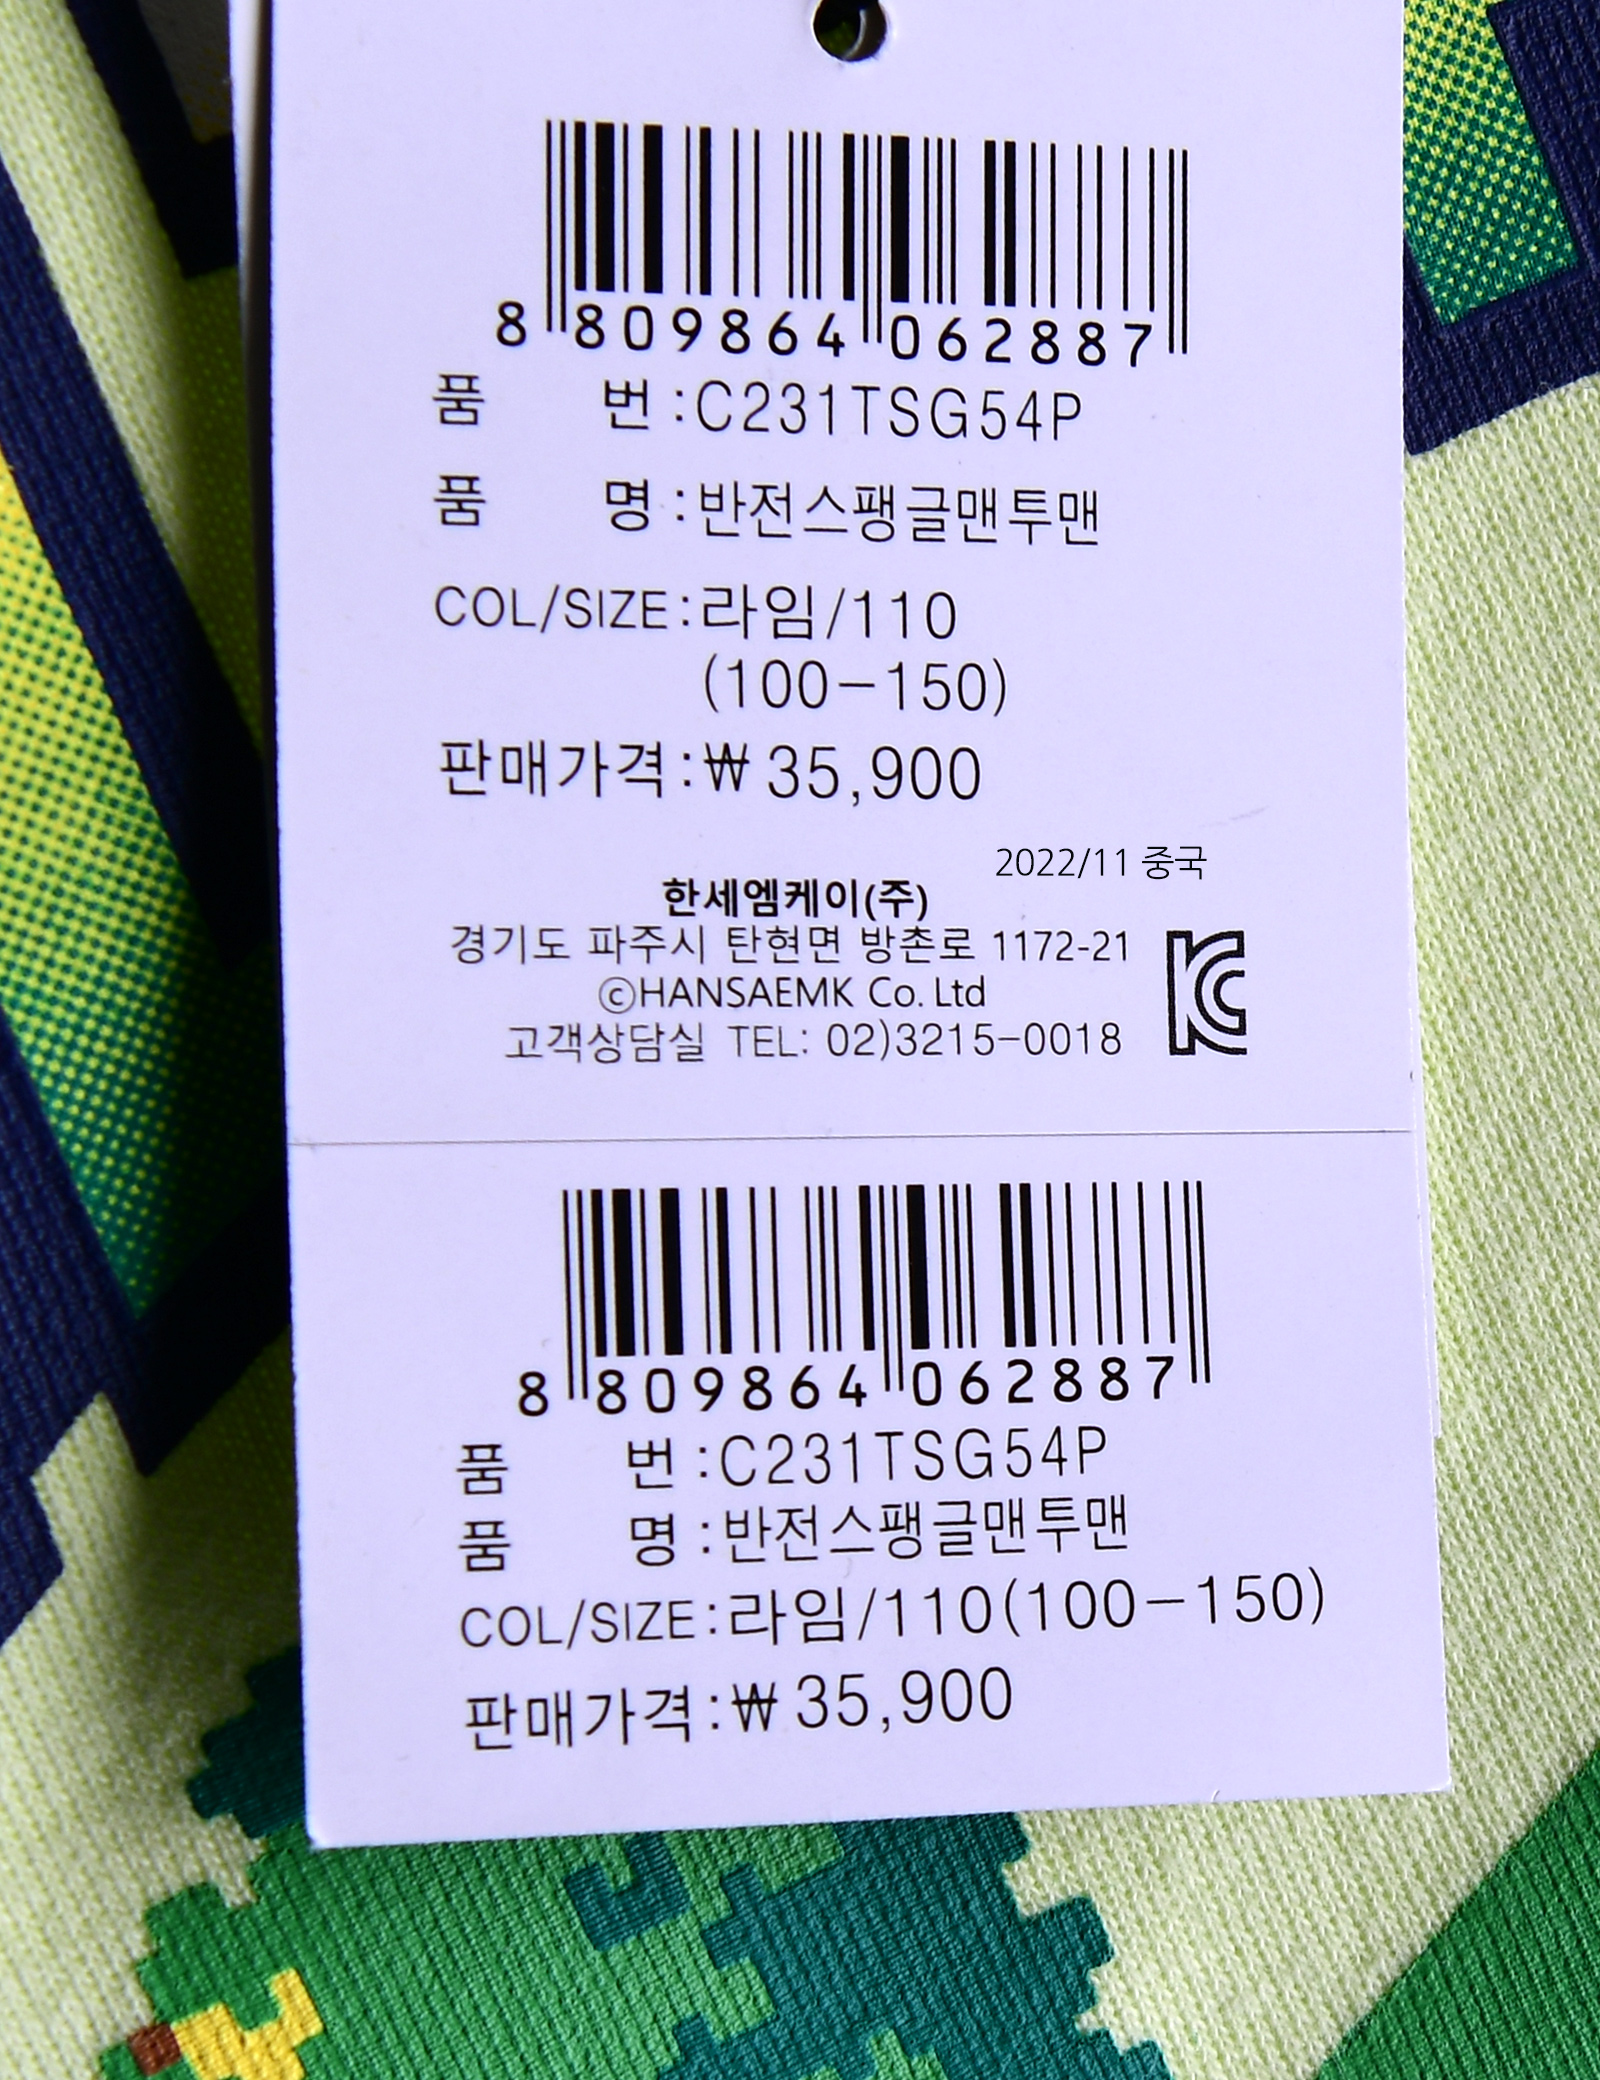 8 809864 062887
품 번 : C231TSG54P
품 명 : 반전스팽글맨투맨
COL/SIZE : 라임/110
(100-150)
판매가격 : ₩ 35,900
2022/11 중국
한세엠케이(주)
경기도 파주시 탄현면 방촌로 1172-21
ⓒHANSAEMK Co. Ltd
고객상담실 TEL: 02)3215-0018
8 809864 062887
품 번 : C231TSG54P
품 명 : 반전스팽글맨투맨
COL/SIZE : 라임/110(100-150)
판매가격 : ₩ 35,900